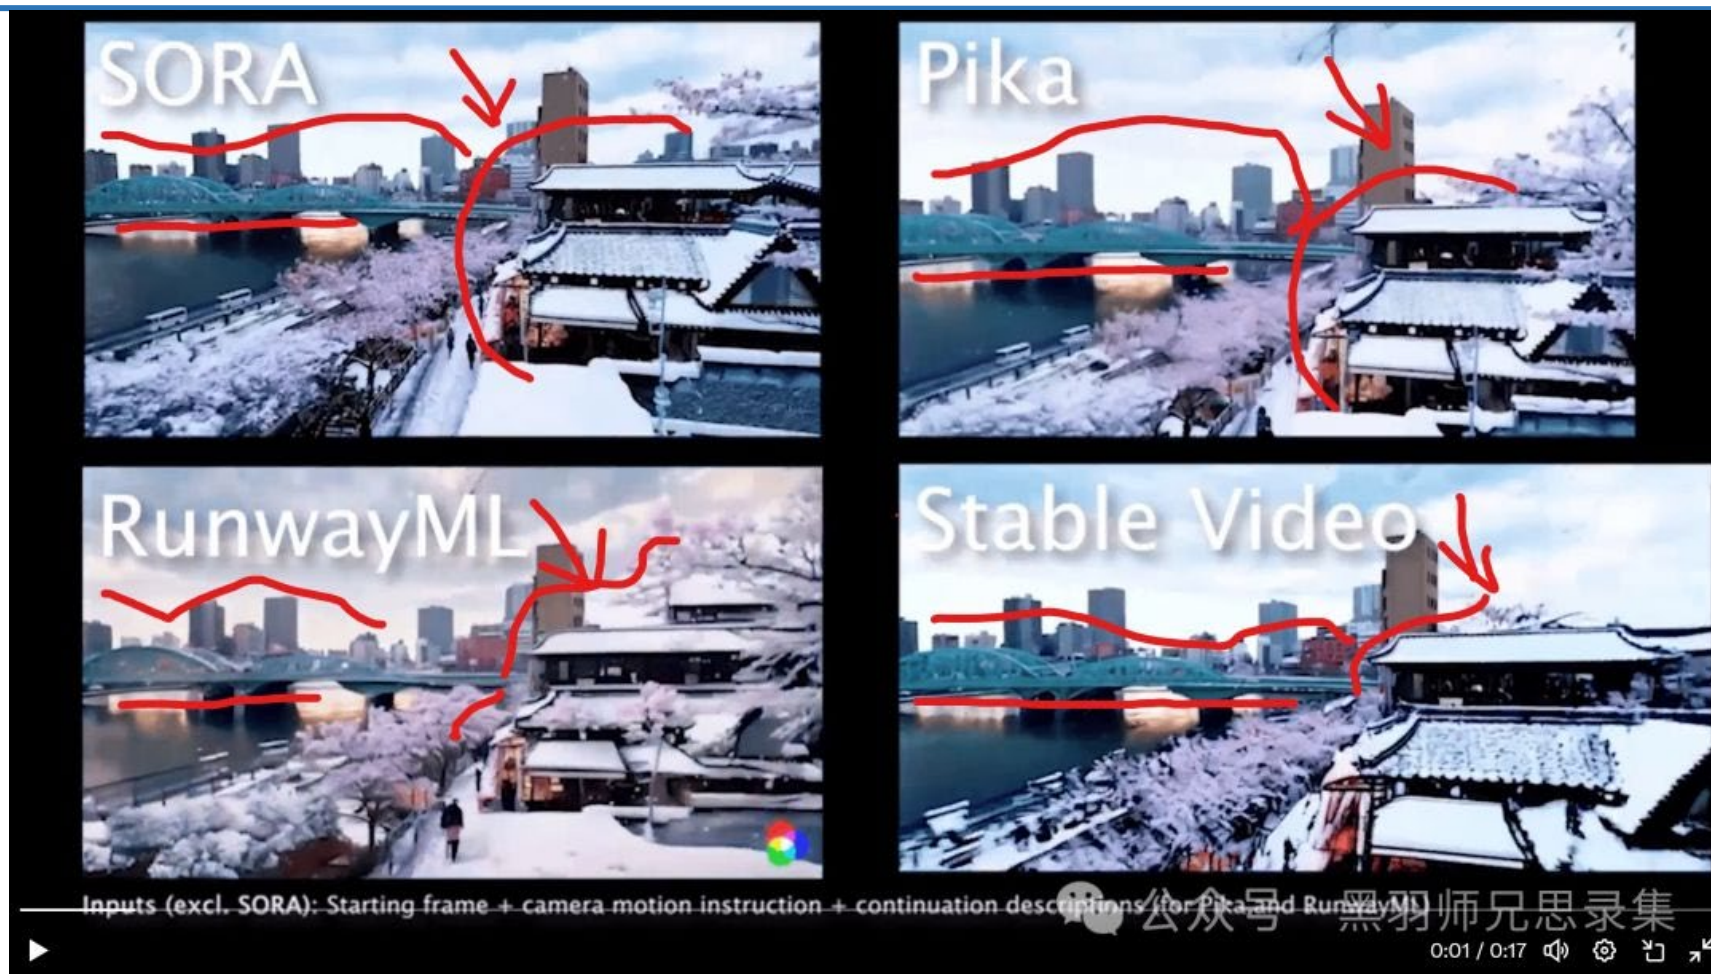 SORA
Pika
RunwayML
Stable Video
Inputs (excl. SORA): Starting frame + camera motion instruction + continuation descriptions (for Pika and RunwayML)
公众号 · 黑羽师兄思录集
0:01 / 0:17